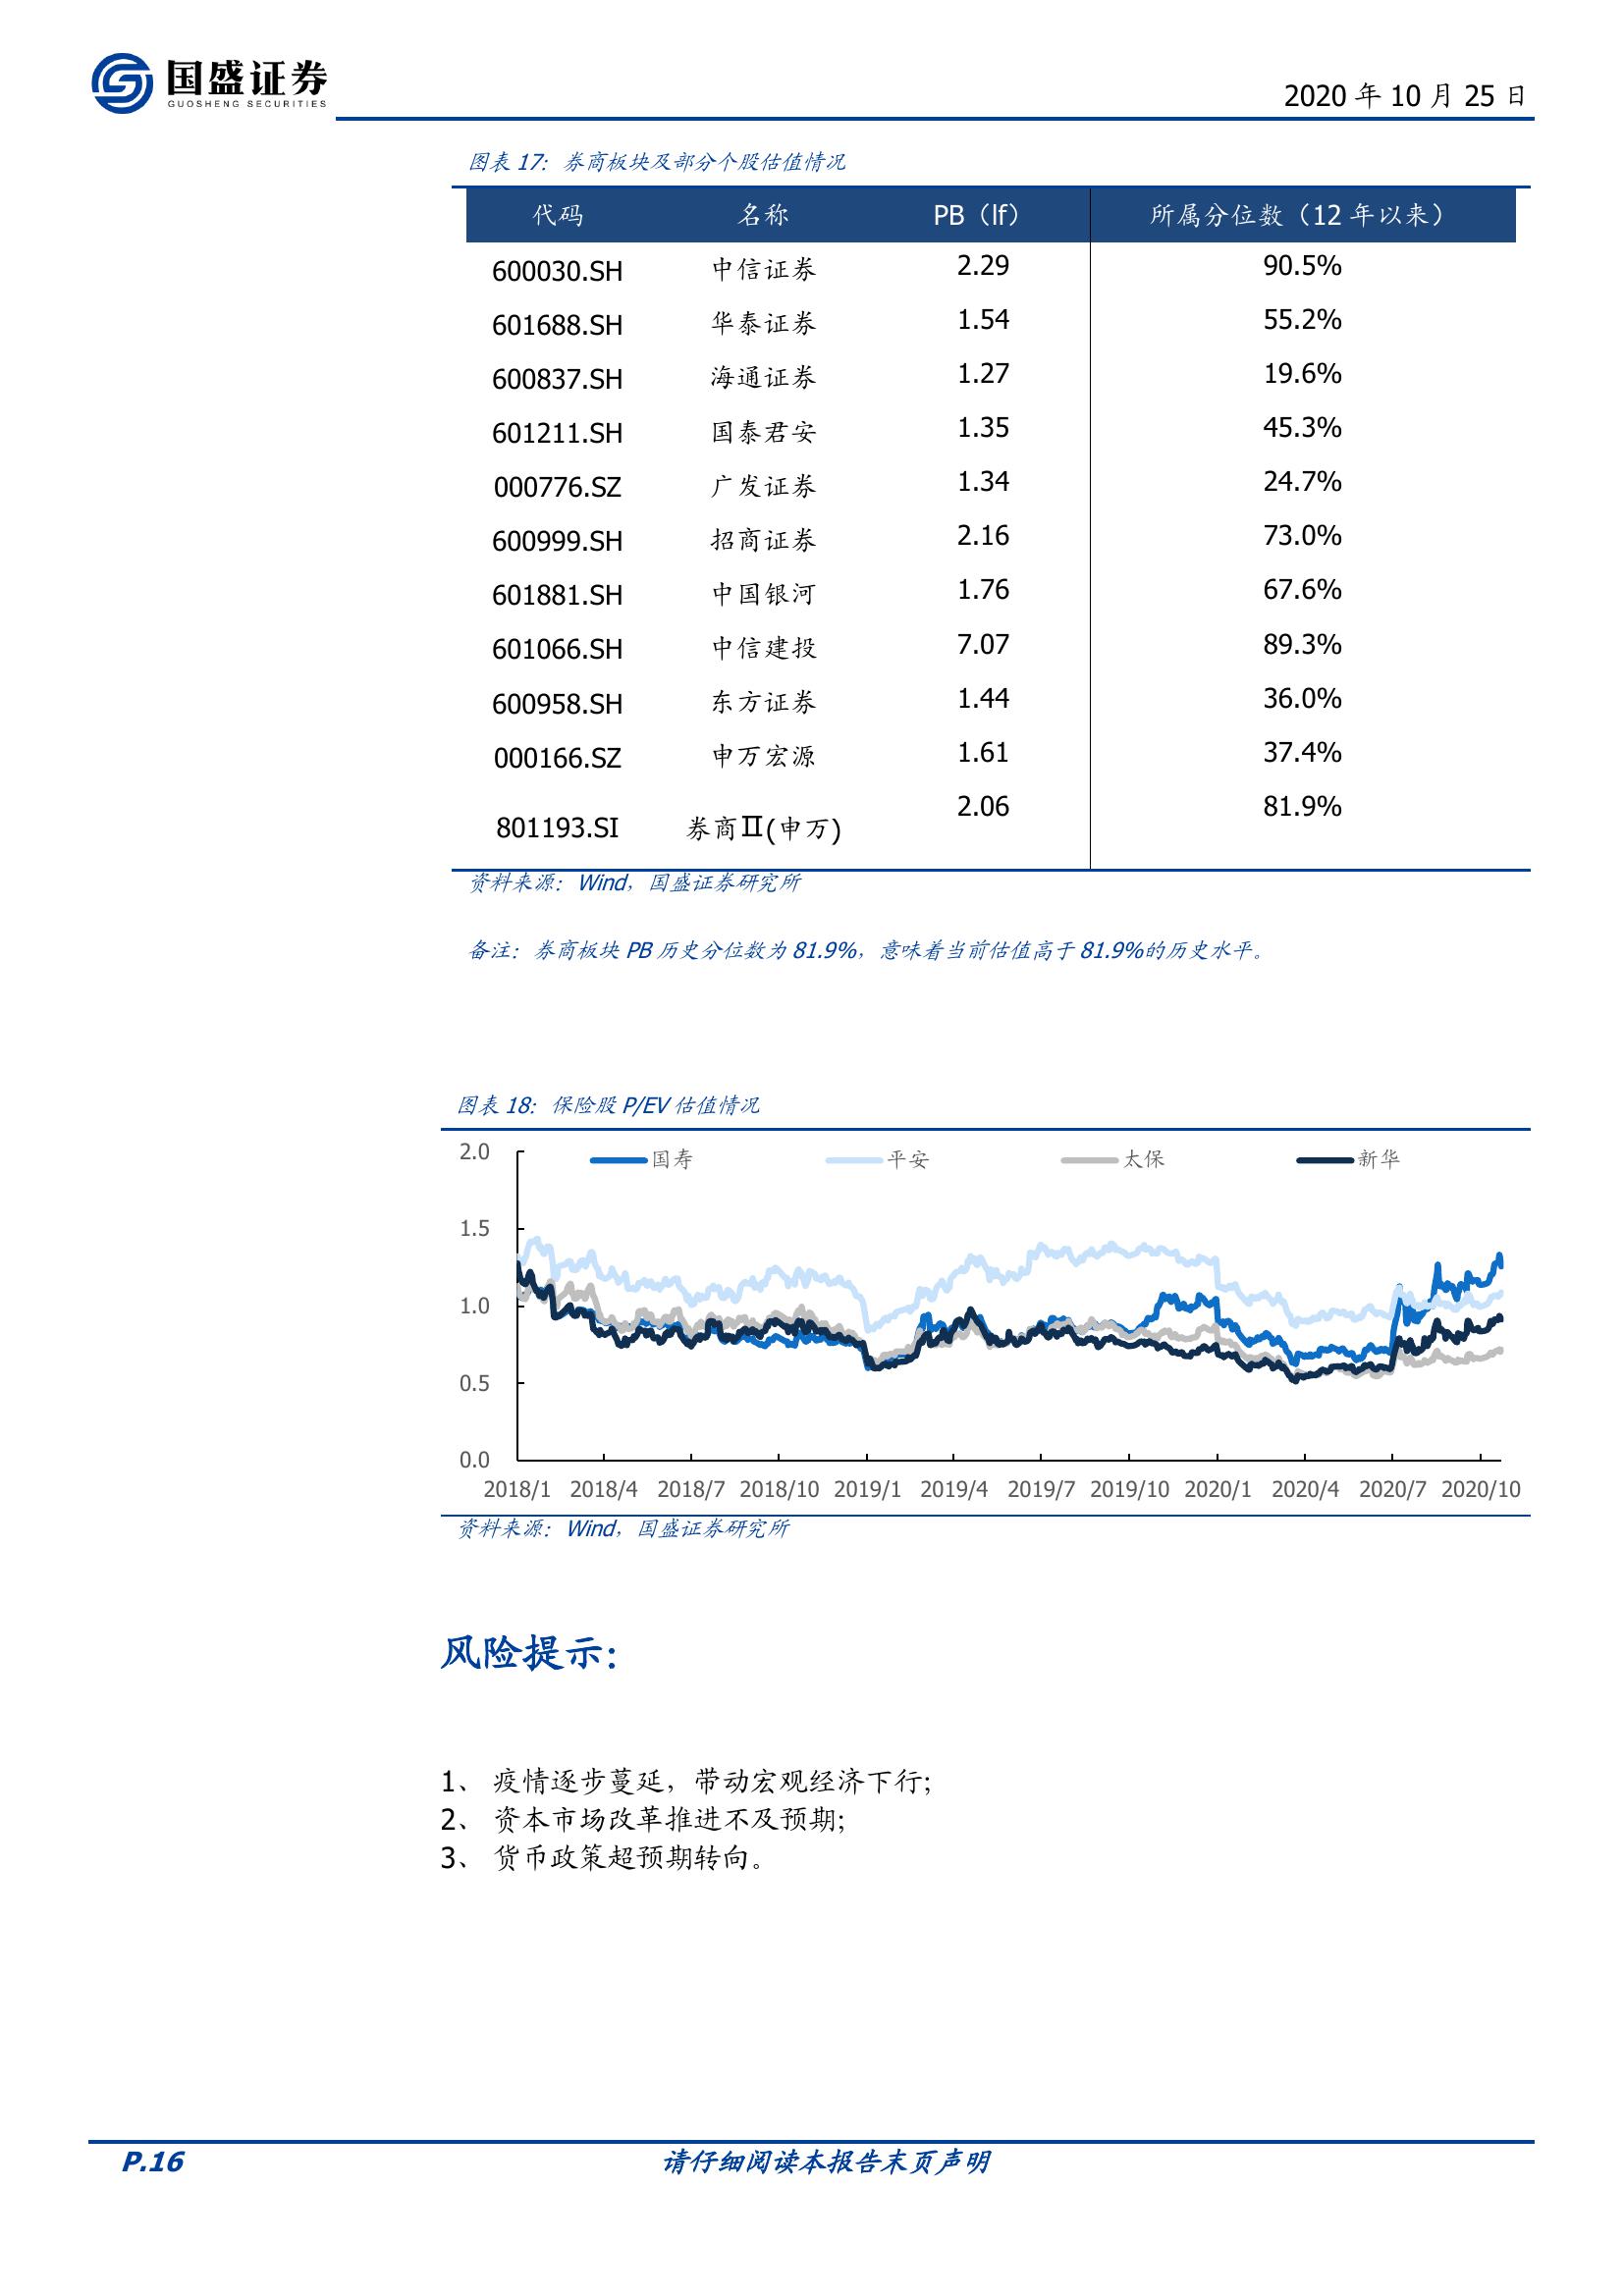 国盛证券
GUOSHENG SECURITIES
2020 年 10 月 25 日
图表 17：券商板块及部分个股估值情况
代码 名称 PB（lf） 所属分位数（12 年以来）
600030.SH 中信证券 2.29 90.5%
601688.SH 华泰证券 1.54 55.2%
600837.SH 海通证券 1.27 19.6%
601211.SH 国泰君安 1.35 45.3%
000776.SZ 广发证券 1.34 24.7%
600999.SH 招商证券 2.16 73.0%
601881.SH 中国银河 1.76 67.6%
601066.SH 中信建投 7.07 89.3%
600958.SH 东方证券 1.44 36.0%
000166.SZ 申万宏源 1.61 37.4%
801193.SI 券商Ⅱ(申万) 2.06 81.9%
资料来源：Wind，国盛证券研究所
备注：券商板块 PB 历史分位数为 81.9%，意味着当前估值高于 81.9%的历史水平。
图表 18：保险股 P/EV 估值情况
国寿 平安 太保 新华
2.0
1.5
1.0
0.5
0.0
2018/1 2018/4 2018/7 2018/10 2019/1 2019/4 2019/7 2019/10 2020/1 2020/4 2020/7 2020/10
资料来源：Wind，国盛证券研究所
风险提示：
1、 疫情逐步蔓延，带动宏观经济下行;
2、 资本市场改革推进不及预期;
3、 货币政策超预期转向。
P.16 请仔细阅读本报告末页声明